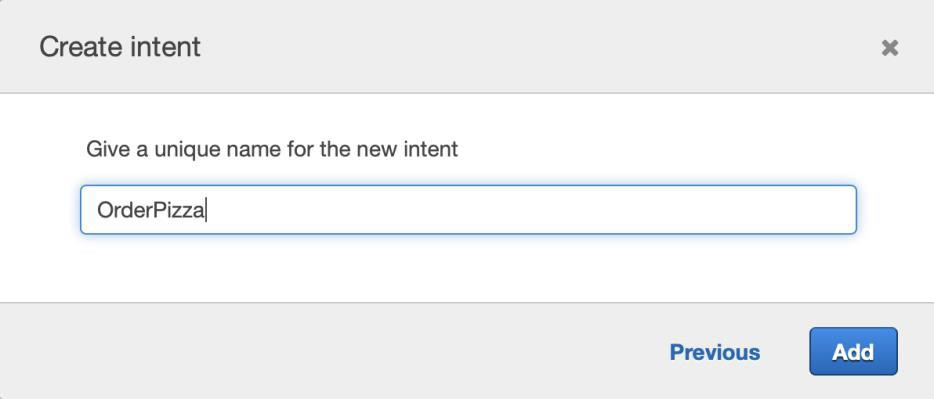 Create intent
Give a unique name for the new intent
OrderPizza
Previous
Add